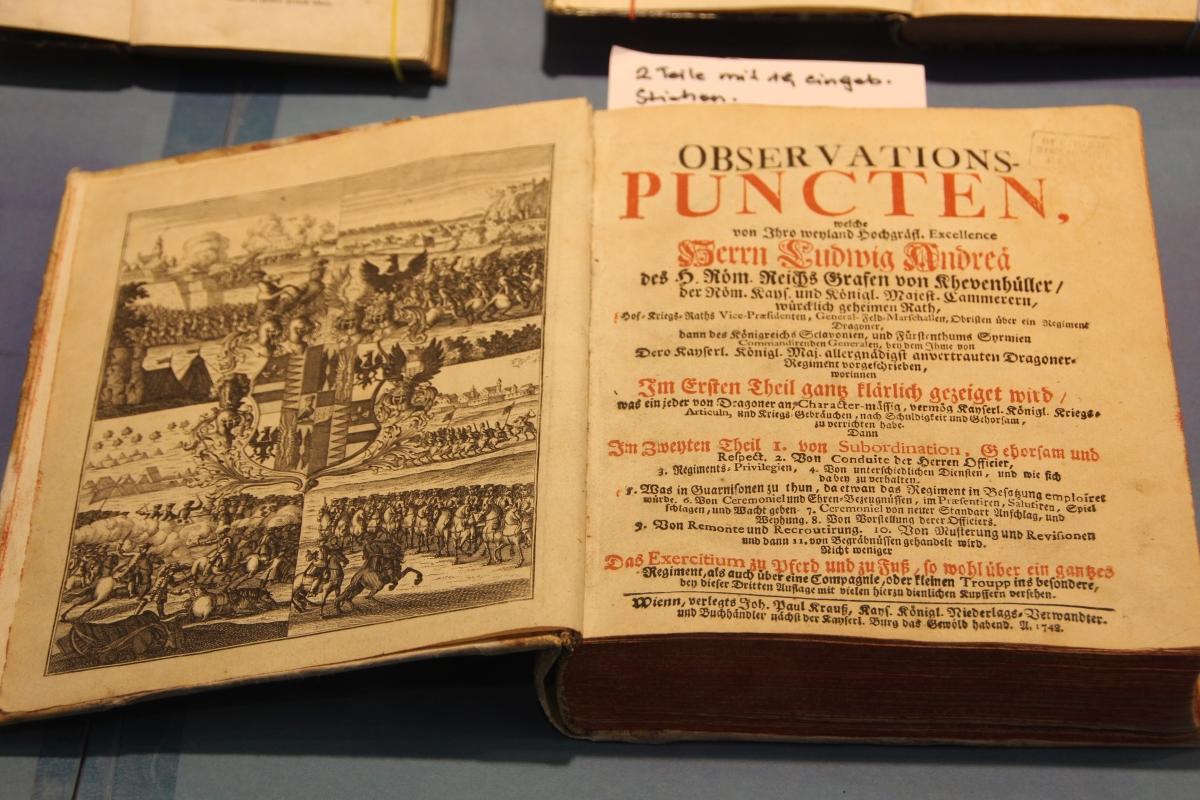 2 Teile mit 19 eingeb.
Stichen.
OBSERVATIONS-
PUNCTEN,
welche
von Ihro weyland Hochgräfl. Excellence
Herrn Ludwig Andreä
des H. Röm. Reichs Grafen von Khevenhüller/
der Röm. Kays. und Königl. Majest. Cammerern,
würcklich geheimen Rath,
Hof-Kriegs-Raths Vice-Præsidenten, General-Feld-Marschallen, Obristen über ein Regiment
Dragoner,
dann des Königreichs Sclavonien, und Fürstenthums Syrmien
Commandirenden Generalen, bey dem Ihme von
Dero Kayserl. Königl. Maj. allergnädigst anvertrauten Dragoner-
Regiment vorgeschrieben,
worinnen
Im Ersten Theil gantz klärlich gezeiget wird/
was ein jeder von Dragoner an, Character-mässig, vermög Kayserl. Königl. Kriegs-
Articuln, und Kriegs-Gebräuchen, nach Schuldigkeit und Gehorsam,
zu verrichten habe.
Dann
Im Zweyten Theil 1. von Subordination, Gehorsam und
Respect. 2. Von Conduite der Herren Officier,
3. Regiments-Privilegien, 4. Von unterschiedlichen Diensten, und wie sich
dabey zu verhalten.
5. Was in Guarnisonen zu thun, da etwan das Regiment in Besatzung emploiret
würde. 6. Von Ceremoniel und Ehren-Bezeugnüssen, im Præsentiren, Salutiren, Spiel
schlagen, und Wacht geben. 7. Ceremoniel von neuer Standart Anschlag, und
Weyhung. 8. Von Vorstellung derer Officiers.
9. Von Remonte und Recroutirung. 10. Von Musterung und Revisionen
und dann 11. von Begräbnüssen gehandelt wird.
Nicht weniger
Das Exercitium zu Pferd und zu Fuß, so wohl über ein gantzes
Regiment, als auch über eine Compagnie, oder kleinen Troupp ins besondere,
bey dieser Dritten Auflage mit vielen hierzu dienlichen Kupffern versehen.
Wienn, verlegts Joh. Paul Krauß, Kays. Königl. Niederlags-Verwandter.
und Buchhändler nächst der Kayserl. Burg das Gewölb habend. A. 1748.